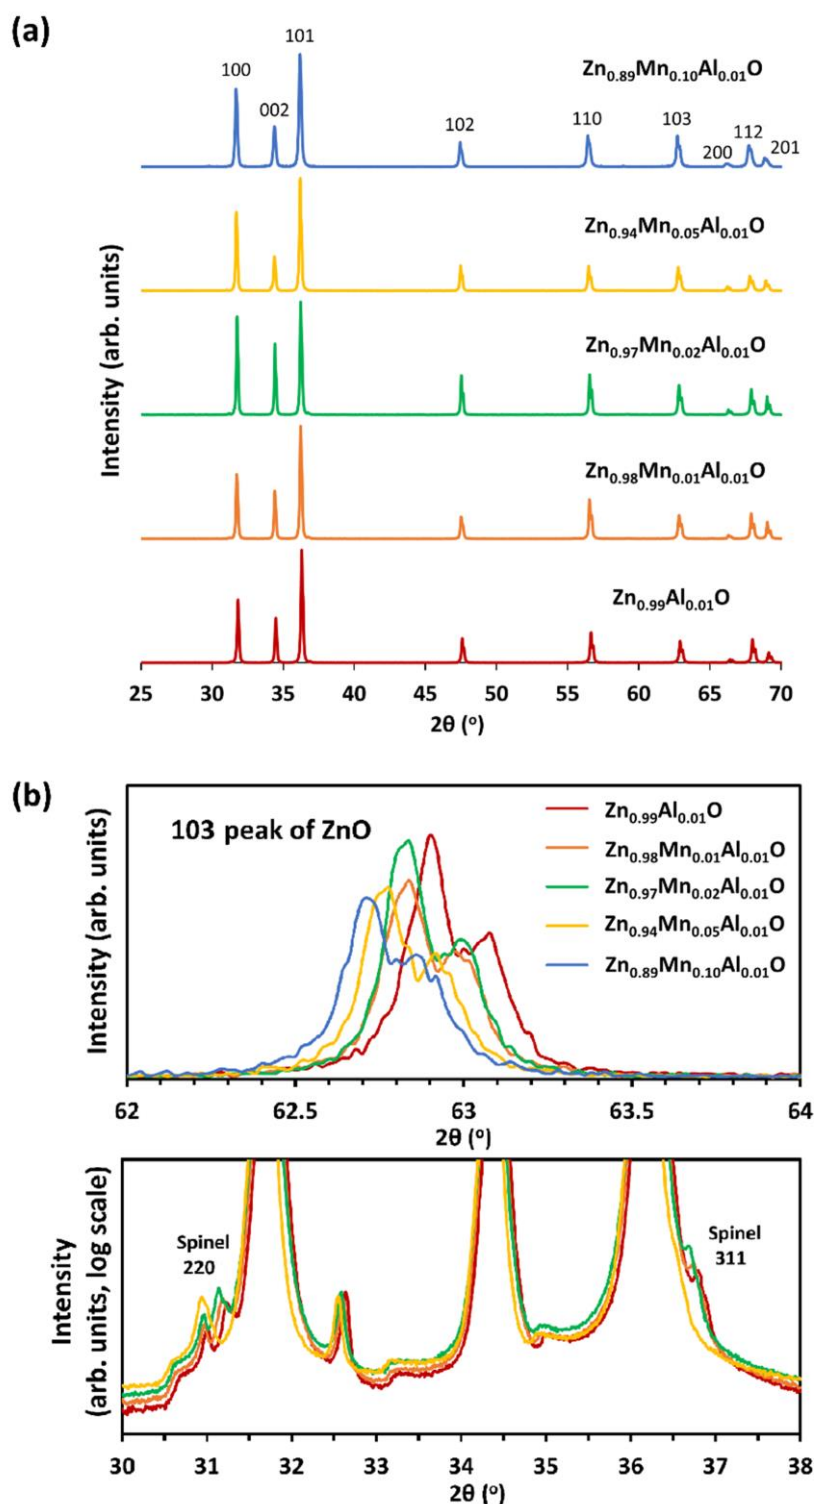 (a)
101
100
Zn₀.₈₉Mn₀.₁₀Al₀.₀₁O
002
102
110
103
112
200
201
Zn₀.₉₄Mn₀.₀₅Al₀.₀₁O
Zn₀.₉₇Mn₀.₀₂Al₀.₀₁O
Zn₀.₉₈Mn₀.₀₁Al₀.₀₁O
Zn₀.₉₉Al₀.₀₁O
Intensity (arb. units)
25 30 35 40 45 50 55 60 65 70
2θ (°)
(b)
103 peak of ZnO
Zn₀.₉₉Al₀.₀₁O
Zn₀.₉₈Mn₀.₀₁Al₀.₀₁O
Zn₀.₉₇Mn₀.₀₂Al₀.₀₁O
Zn₀.₉₄Mn₀.₀₅Al₀.₀₁O
Zn₀.₈₉Mn₀.₁₀Al₀.₀₁O
Intensity (arb. units)
62 62.5 63 63.5 64
2θ (°)
Spinel
220
Spinel
311
Intensity
(arb. units, log scale)
30 31 32 33 34 35 36 37 38
2θ (°)